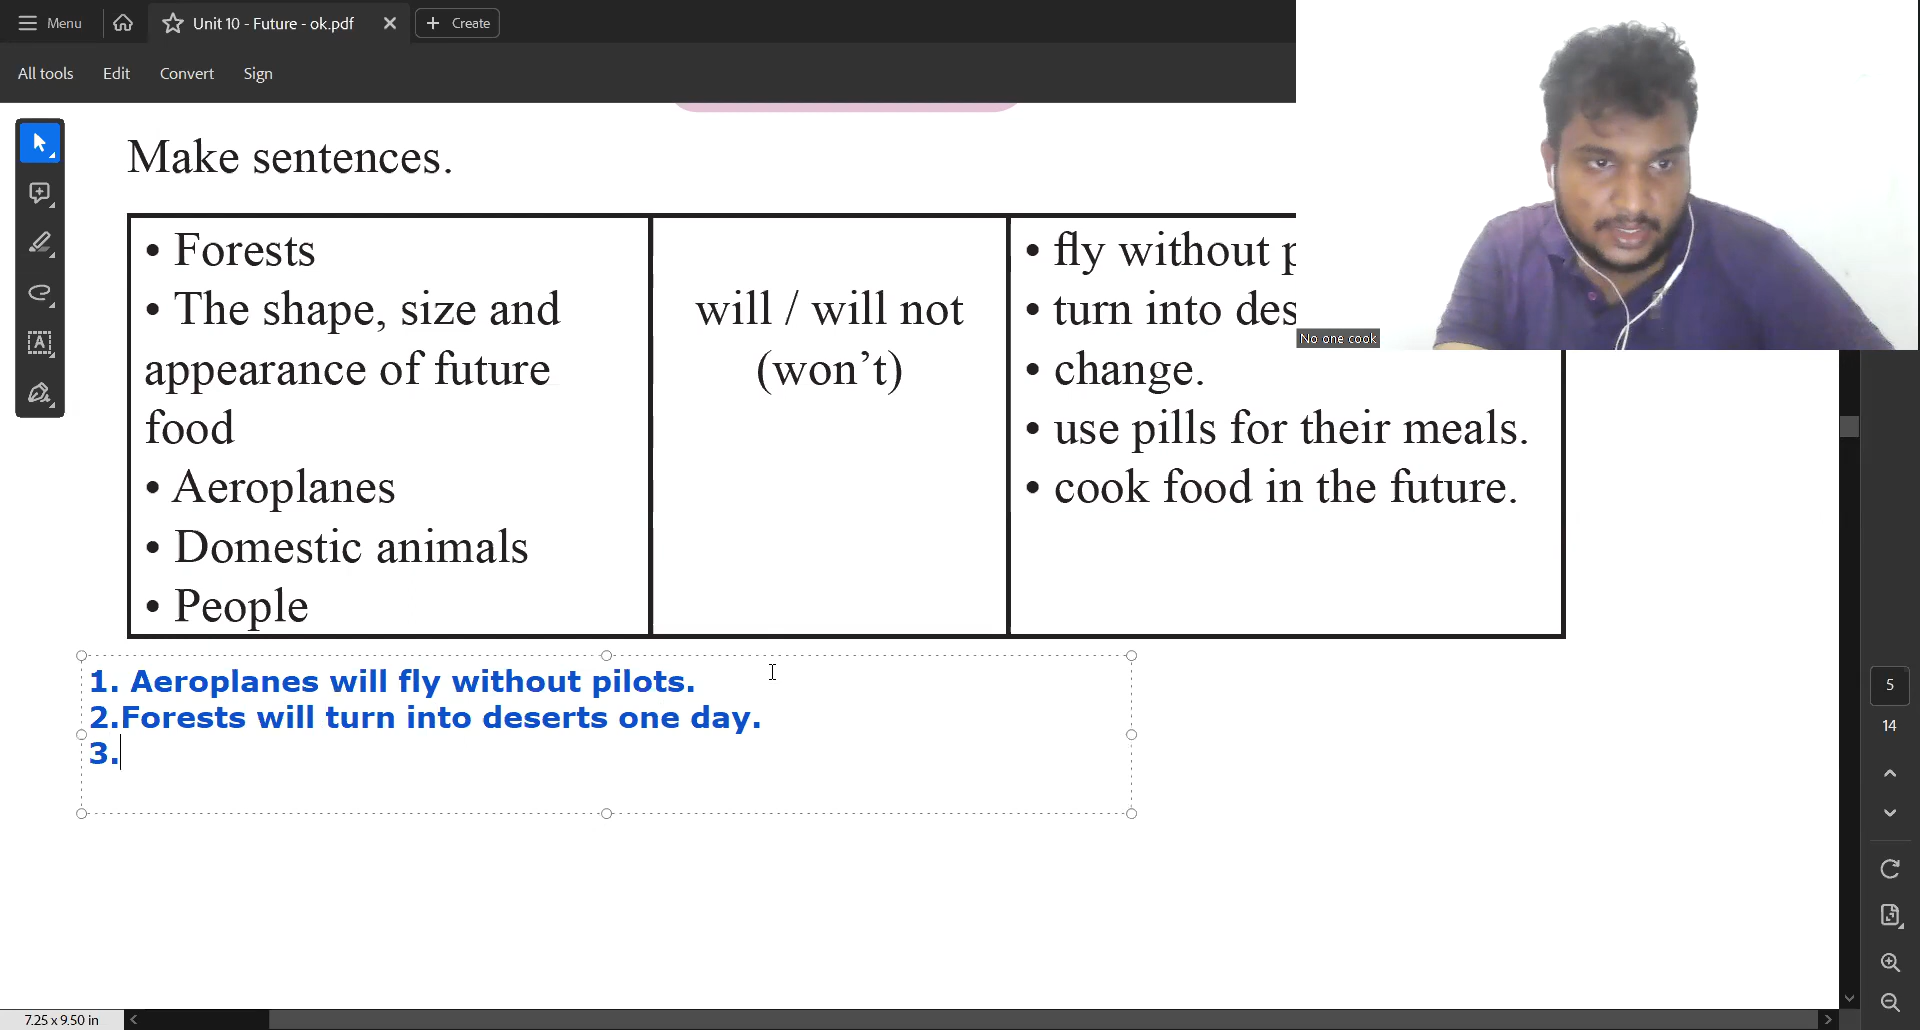 Menu
Unit 10 - Future - ok.pdf
Create
All tools Edit Convert Sign
Make sentences.
• Forests
• The shape, size and
appearance of future
food
• Aeroplanes
• Domestic animals
• People
will / will not
(won’t)
• fly without
• turn into
• change.
• use pills for their meals.
• cook food in the future.
No one cook
1. Aeroplanes will fly without pilots.
2.Forests will turn into deserts one day.
3.
5
14
7.25 x 9.50 in